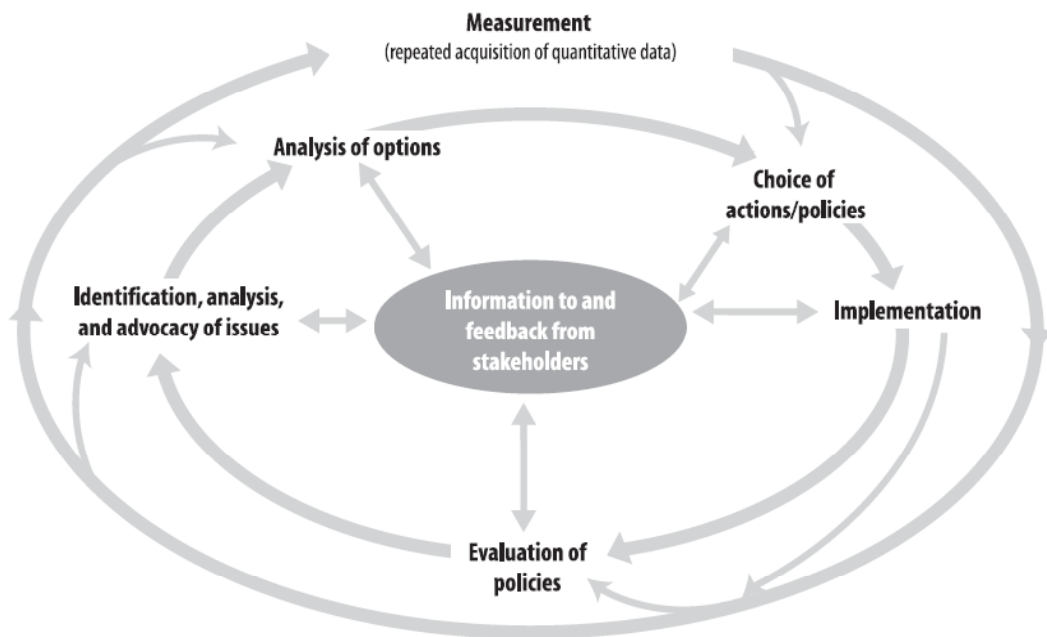 Measurement
(repeated acquisition of quantitative data)
Analysis of options
Choice of
actions/policies
Identification, analysis,
and advocacy of issues
Information to and
feedback from
stakeholders
Implementation
Evaluation of
policies